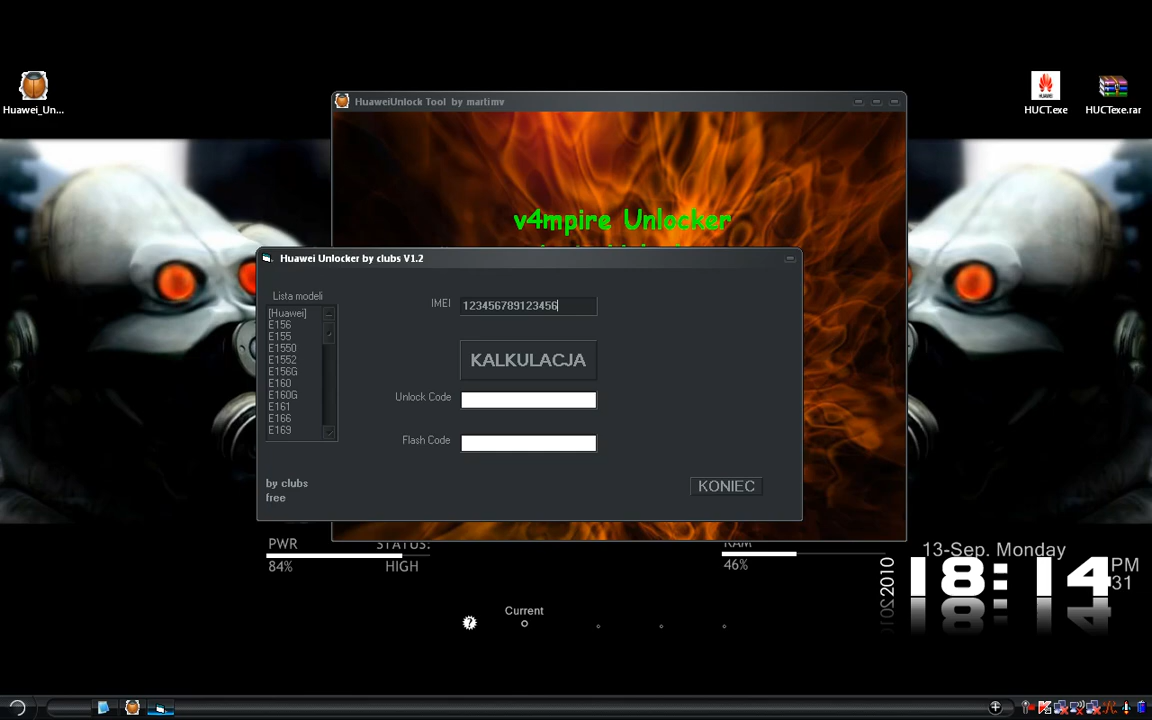 Huawei_Un...
HUCT.exe
HUCTexe.rar
HUAWEI
HuaweiUnlock Tool by martimv
v4mpire Unlocker
Huawei Unlocker by clubs V1.2
Lista modeli
[Huawei]
E156
E155
E1550
E1552
E156G
E160
E160G
E161
E166
E169
IMEI
123456789123456
KALKULACJA
Unlock Code
Flash Code
by clubs
free
KONIEC
PWR
STATUS:
84%
HIGH
RAM
46%
13-Sep. Monday
2010
18:14
PM
31
Current